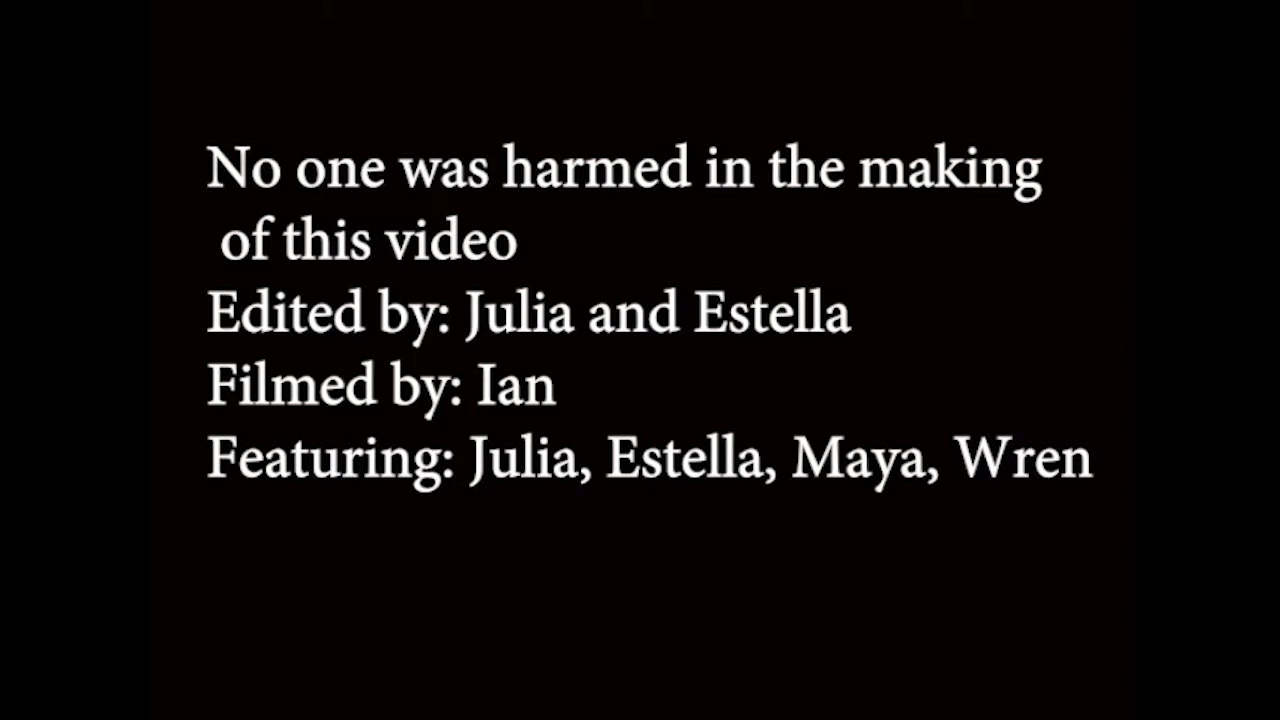 No one was harmed in the making
of this video
Edited by: Julia and Estella
Filmed by: Ian
Featuring: Julia, Estella, Maya, Wren